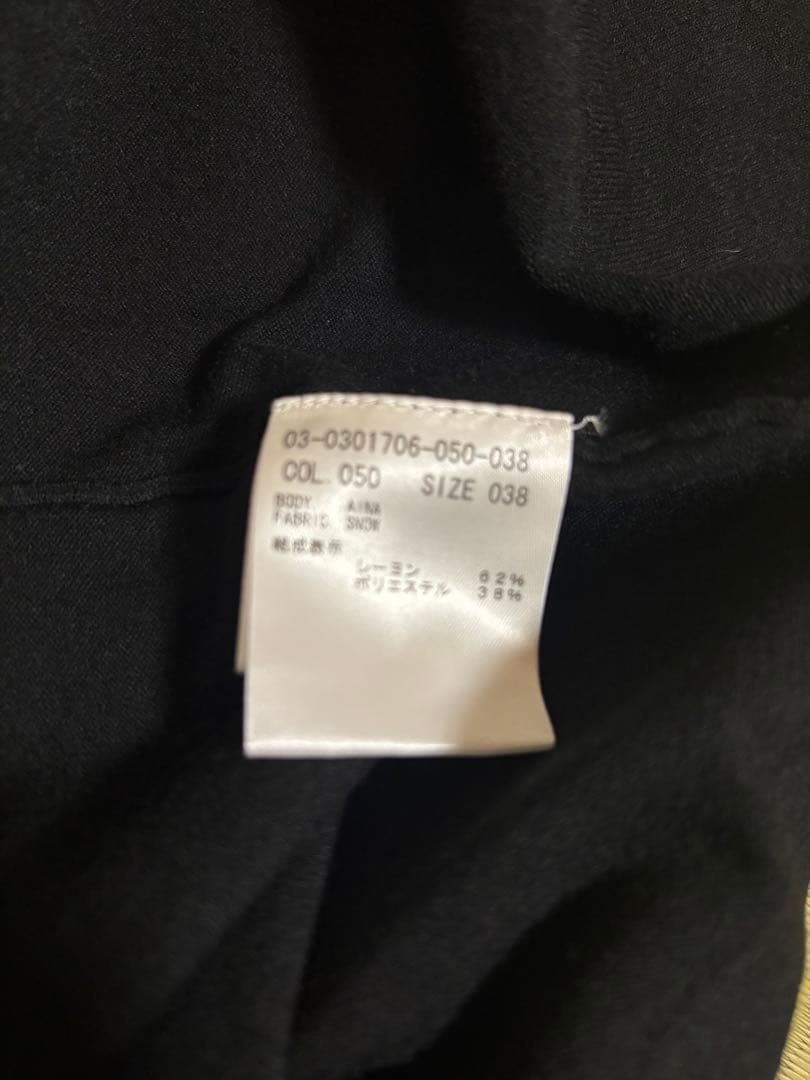 03-0301706-050-038
COL. 050 SIZE 038
BODY. AINA
FABRIC. SNOW
組成表示
レーヨン 62%
ポリエステル 38%